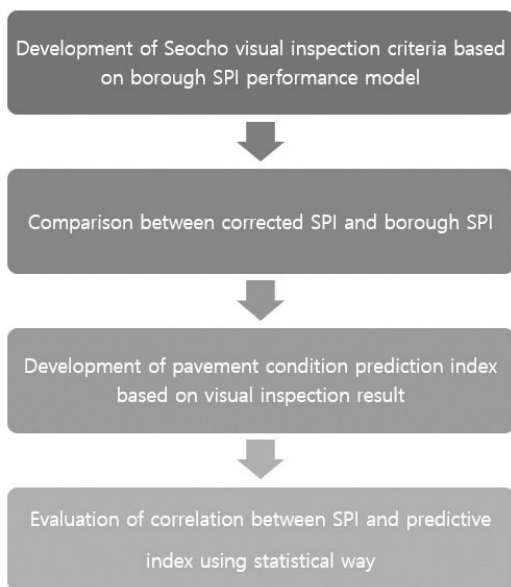 Development of Seocho visual inspection criteria based
on borough SPI performance model
Comparison between corrected SPI and borough SPI
Development of pavement condition prediction index
based on visual inspection result
Evaluation of correlation between SPI and predictive
index using statistical way